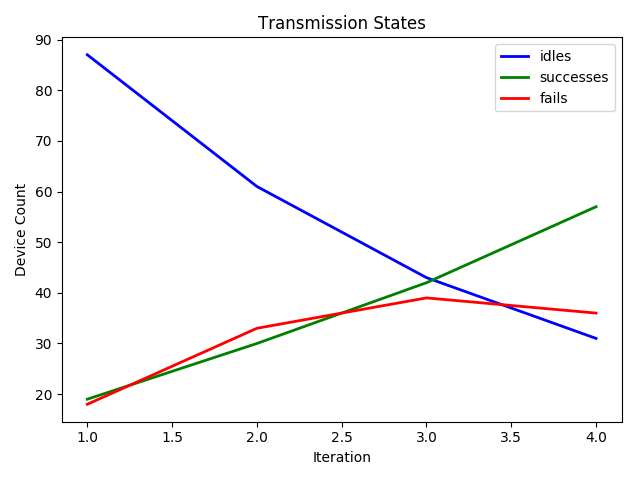 Transmission States
90
80
70
60
50
40
30
20
Device Count
idles
successes
fails
1.0 1.5 2.0 2.5 3.0 3.5 4.0
Iteration